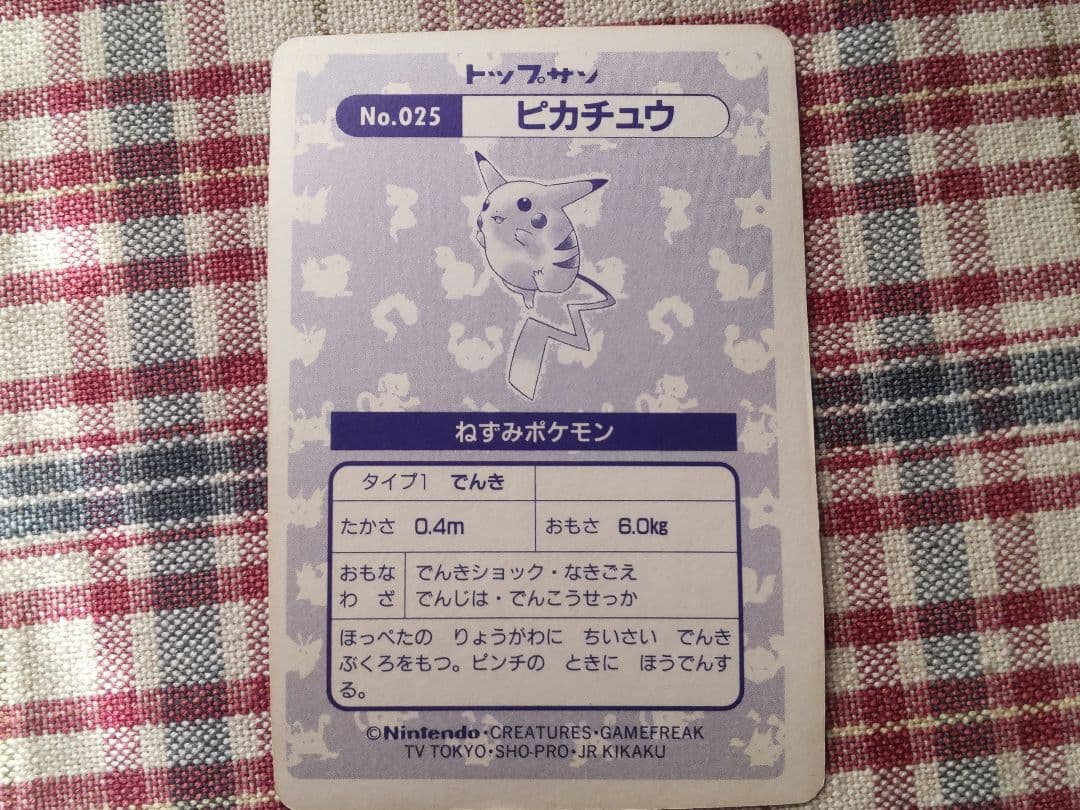 トップサン
No.025 ピカチュウ
ねずみポケモン
タイプ1 でんき
たかさ 0.4m おもさ 6.0kg
おもな でんきショック・なきごえ
わ ざ でんじは・でんこうせっか
ほっぺたの りょうがわに ちいさい でんき
ぶくろをもつ。ピンチの ときに ほうでんす
る。
©Nintendo・CREATURES・GAMEFREAK
TV TOKYO・SHO-PRO・JR KIKAKU